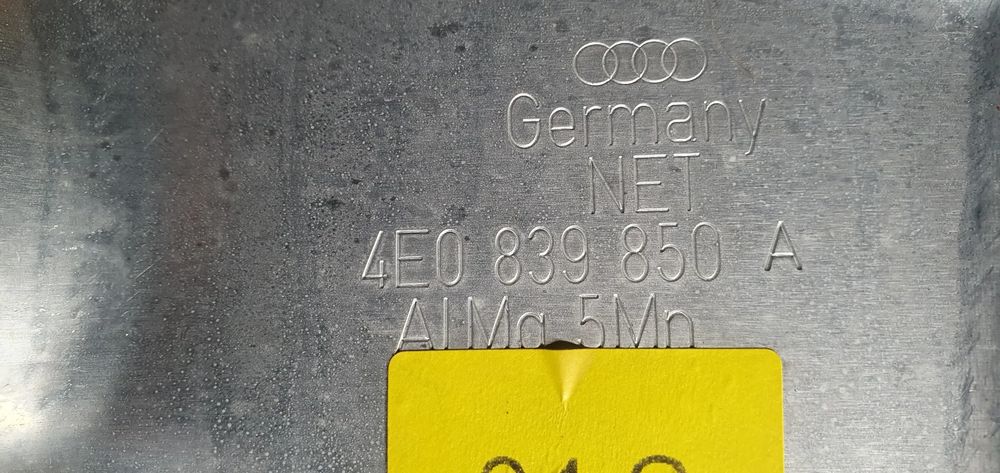 Germany
NET
4E0 839 850 A
AlMg 5Mn